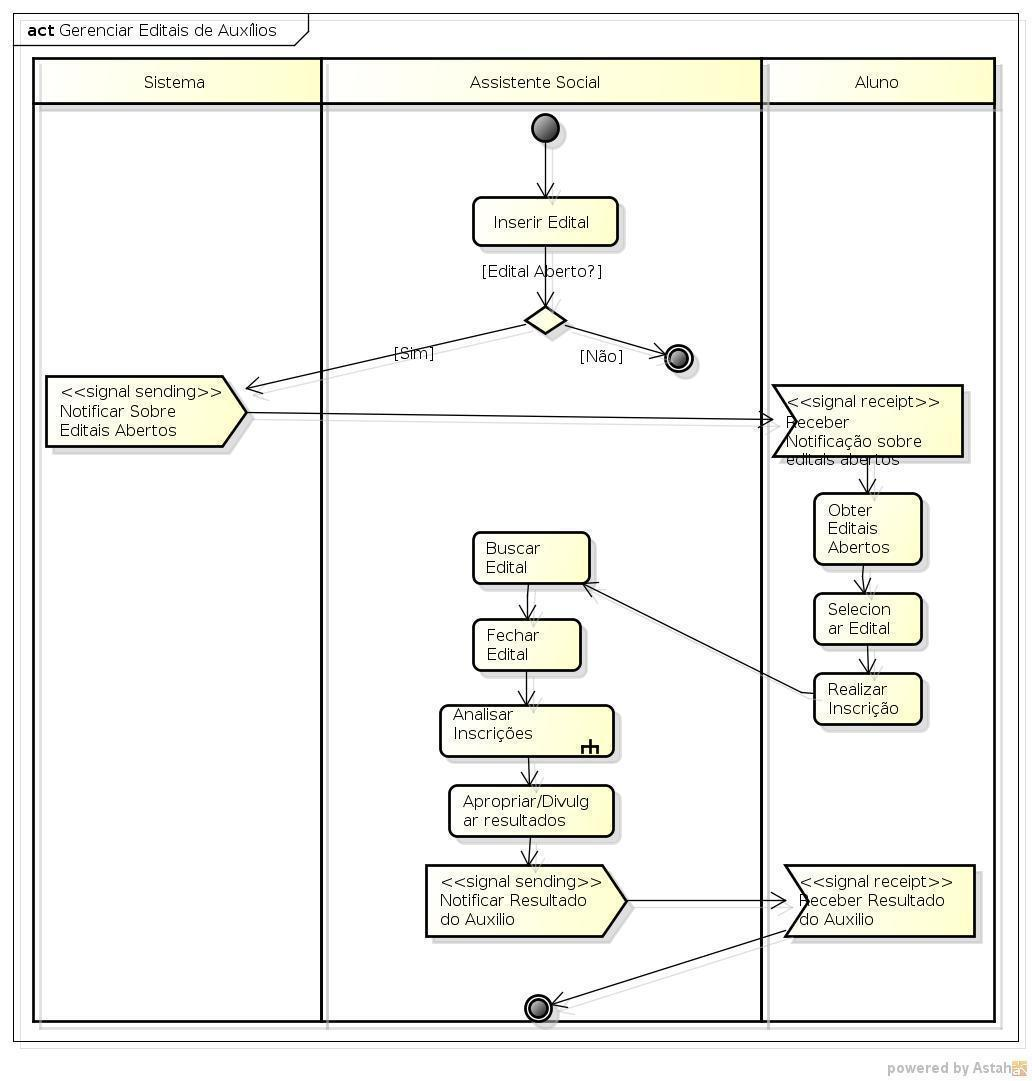 act Gerenciar Editais de Auxílios
Sistema
Assistente Social
Aluno
Inserir Edital
[Edital Aberto?]
[Sim]
[Não]
<<signal sending>>
Notificar Sobre
Editais Abertos
<<signal receipt>>
Receber
Notificação sobre
editais abertos
Obter
Editais
Abertos
Selecion
ar Edital
Realizar
Inscrição
Buscar
Edital
Fechar
Edital
Analisar
Inscrições
Apropriar/Divulg
ar resultados
<<signal sending>>
Notificar Resultado
do Auxilio
<<signal receipt>>
Receber Resultado
do Auxilio
powered by Astah